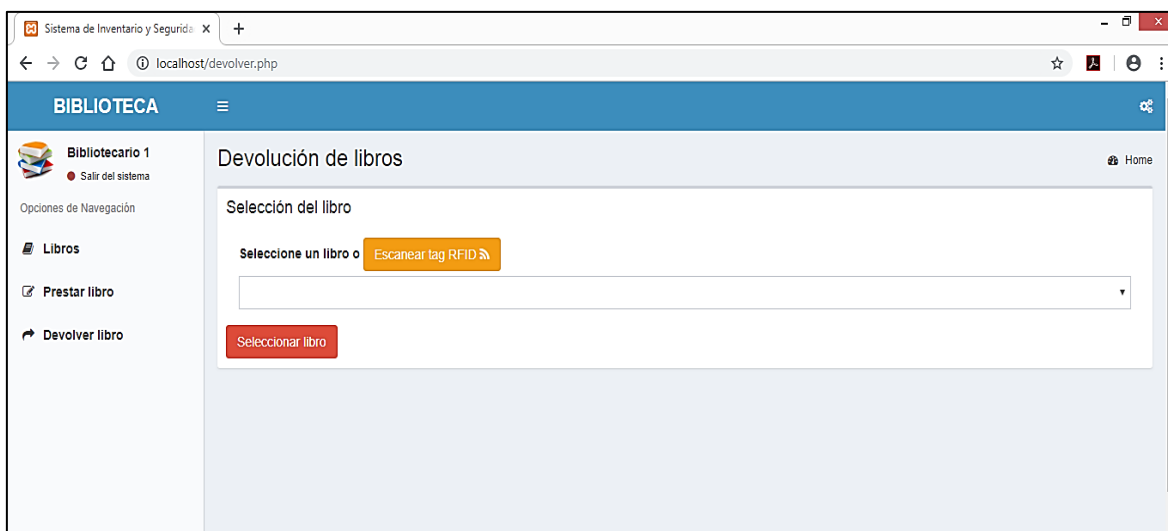 Sistema de Inventario y Segurida
localhost/devolver.php
BIBLIOTECA
Bibliotecario 1
Salir del sistema
Devolución de libros
Home
Opciones de Navegación
Selección del libro
Libros
Seleccione un libro o Escanear tag RFID
Prestar libro
Devolver libro
Seleccionar libro